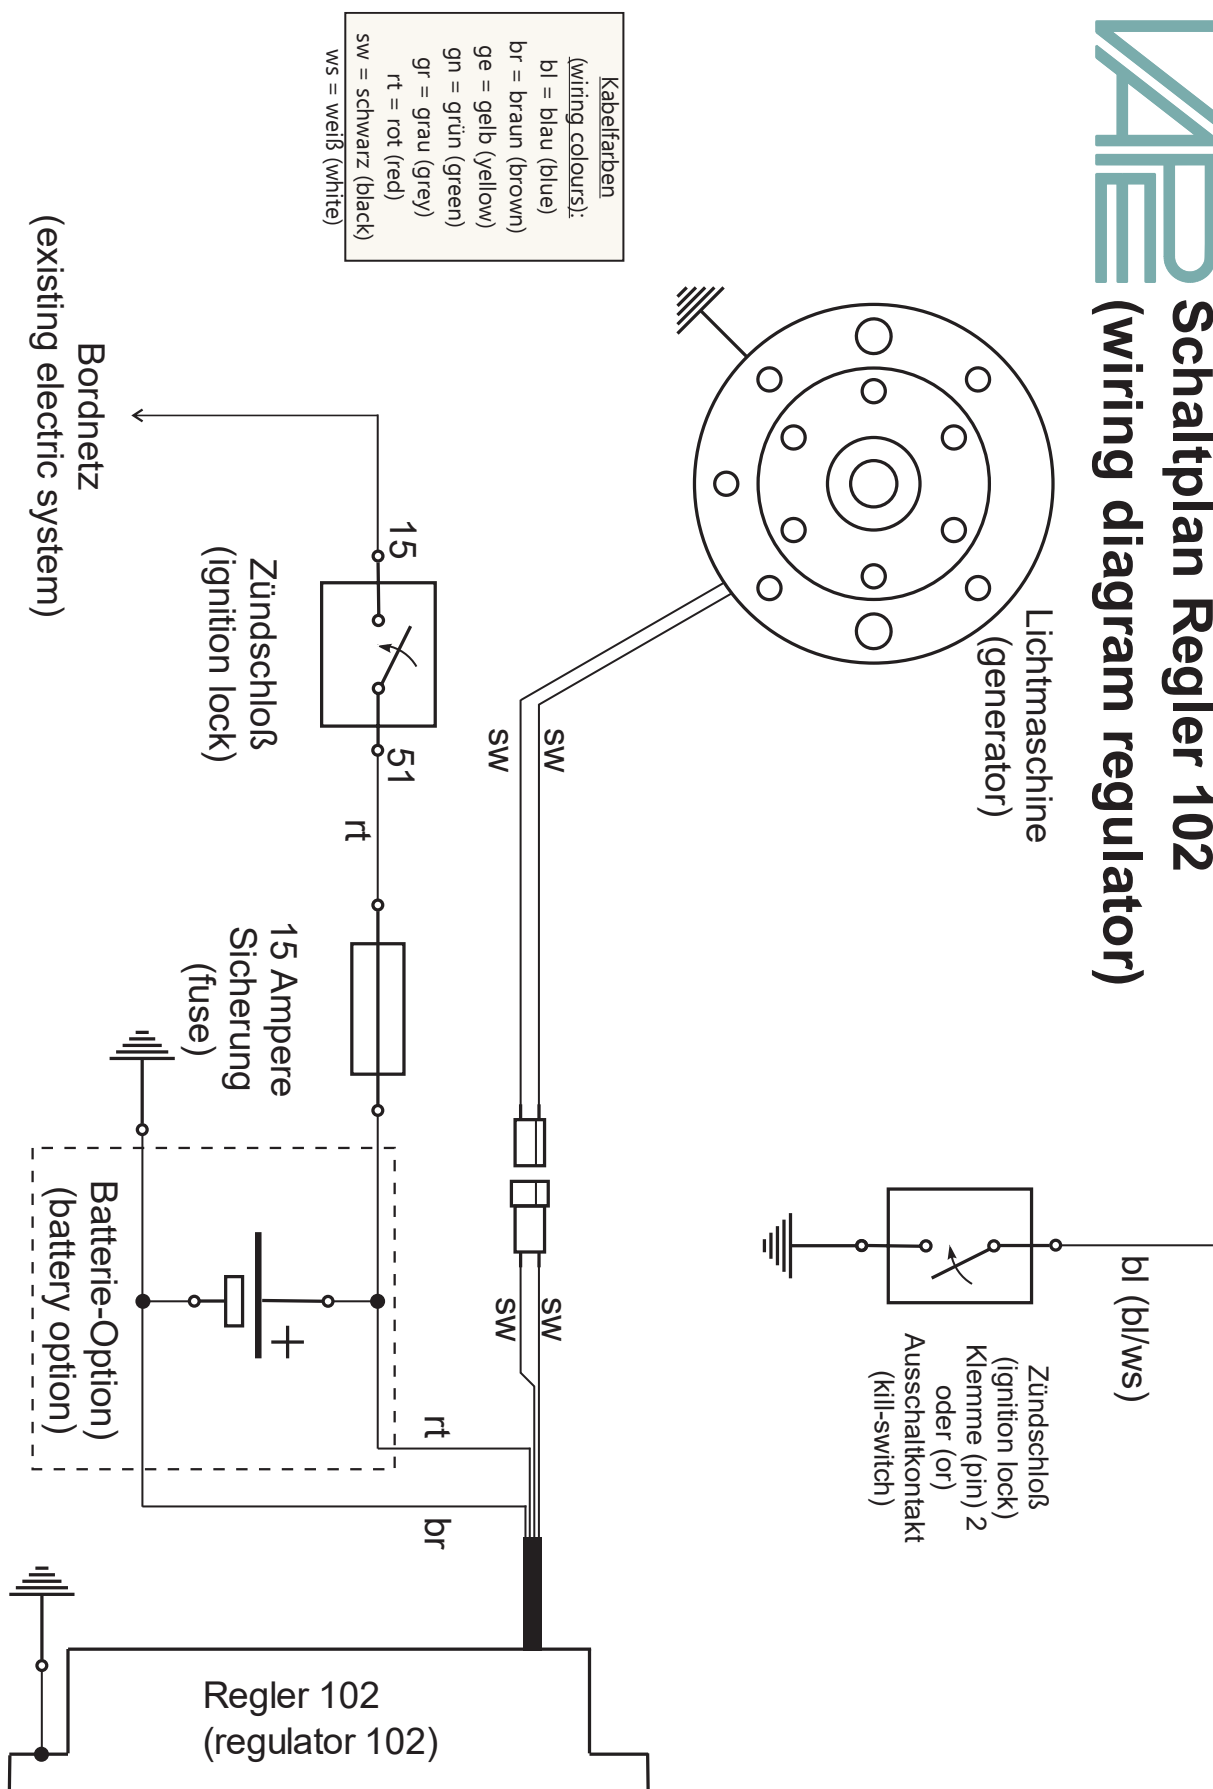 VAPE
Schaltplan Regler 102
(wiring diagram regulator)
Kabelfarben
(wiring colours):
bl = blau (blue)
br = braun (brown)
ge = gelb (yellow)
gn = grün (green)
gr = grau (grey)
rt = rot (red)
sw = schwarz (black)
ws = weiß (white)
Lichtmaschine
(generator)
bl (bl/ws)
Zündschloß
(ignition lock)
Klemme (pin) 2
oder (or)
Ausschaltkontakt
(kill-switch)
sw
sw
sw
sw
15
51
Zündschloß
(ignition lock)
rt
15 Ampere
Sicherung
(fuse)
Bordnetz
(existing electric system)
+
Batterie-Option)
(battery option)
rt
br
Regler 102
(regulator 102)